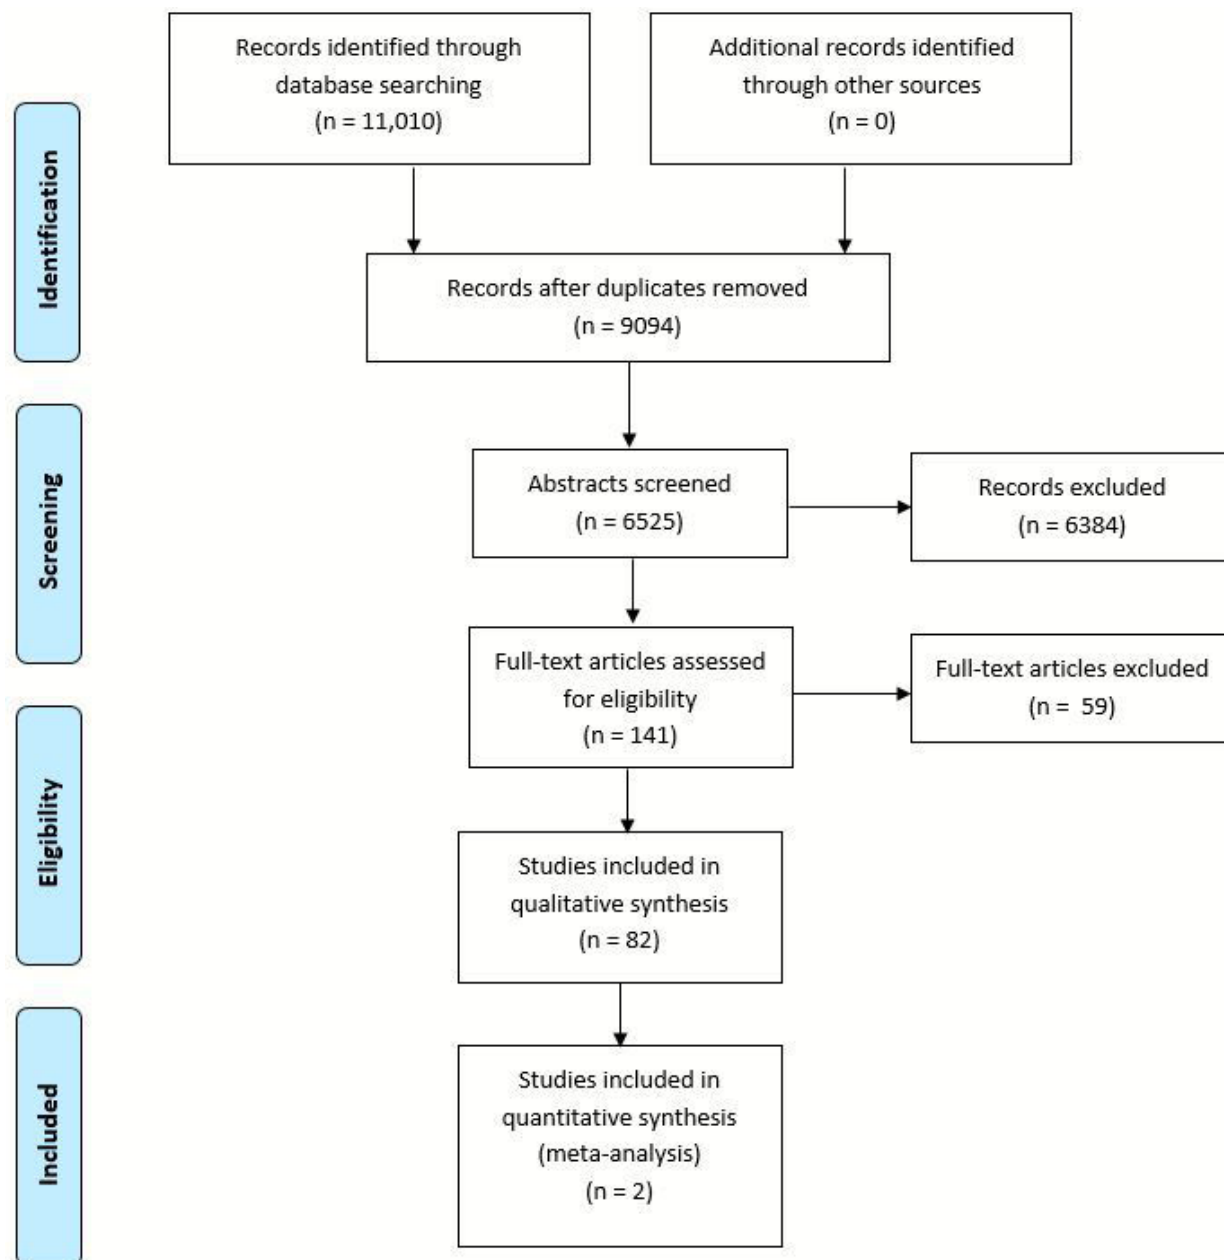 Records identified through
database searching
(n = 11,010)
Additional records identified
through other sources
(n = 0)
Identification
Records after duplicates removed
(n = 9094)
Screening
Abstracts screened
(n = 6525)
Records excluded
(n = 6384)
Full-text articles assessed
for eligibility
(n = 141)
Full-text articles excluded
(n = 59)
Eligibility
Studies included in
qualitative synthesis
(n = 82)
Included
Studies included in
quantitative synthesis
(meta-analysis)
(n = 2)